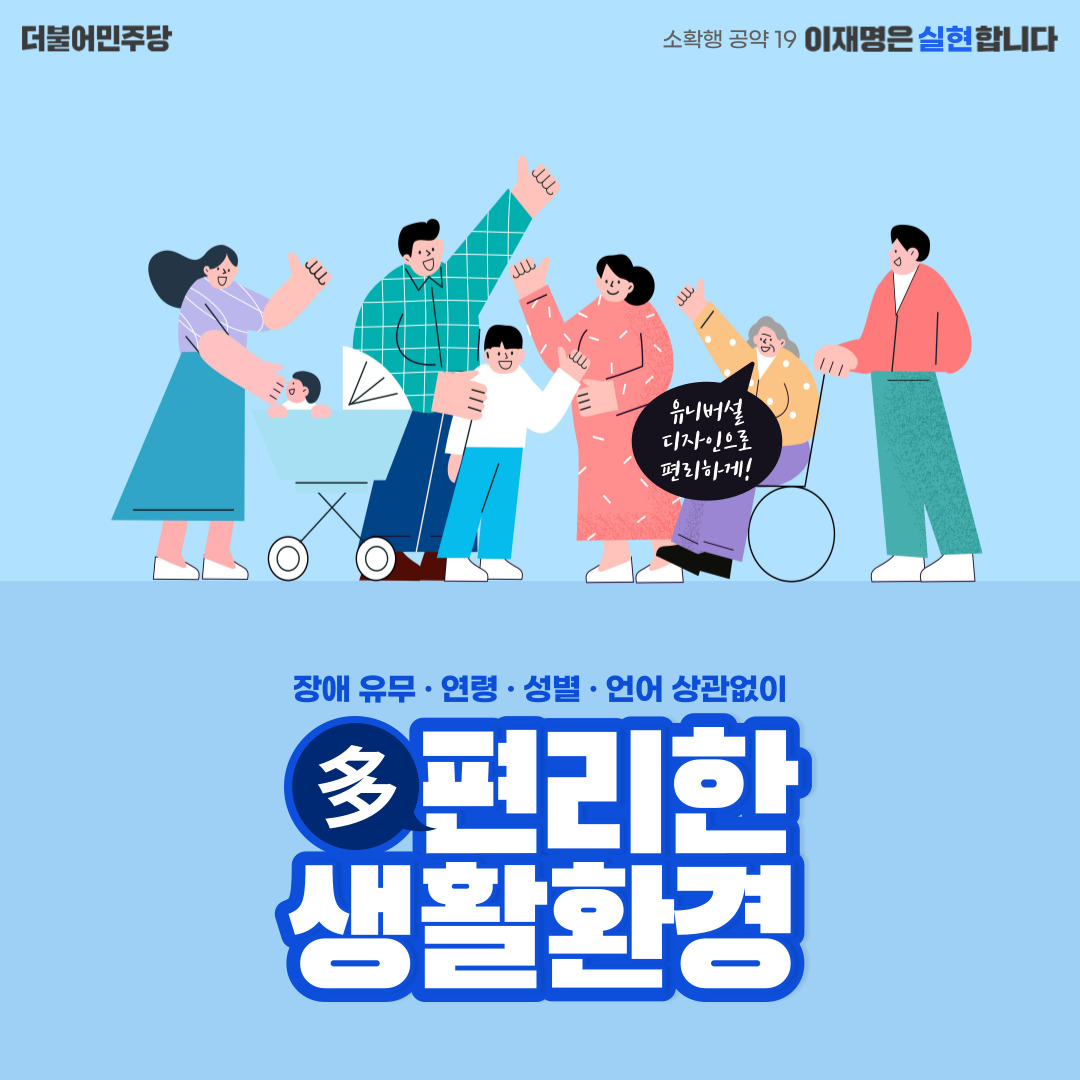 더불어민주당
소확행 공약 19 이재명은 실현합니다
유니버설
디자인으로
편리하게!
장애 유무 · 연령 · 성별 · 언어 상관없이
多 편리한
생활환경